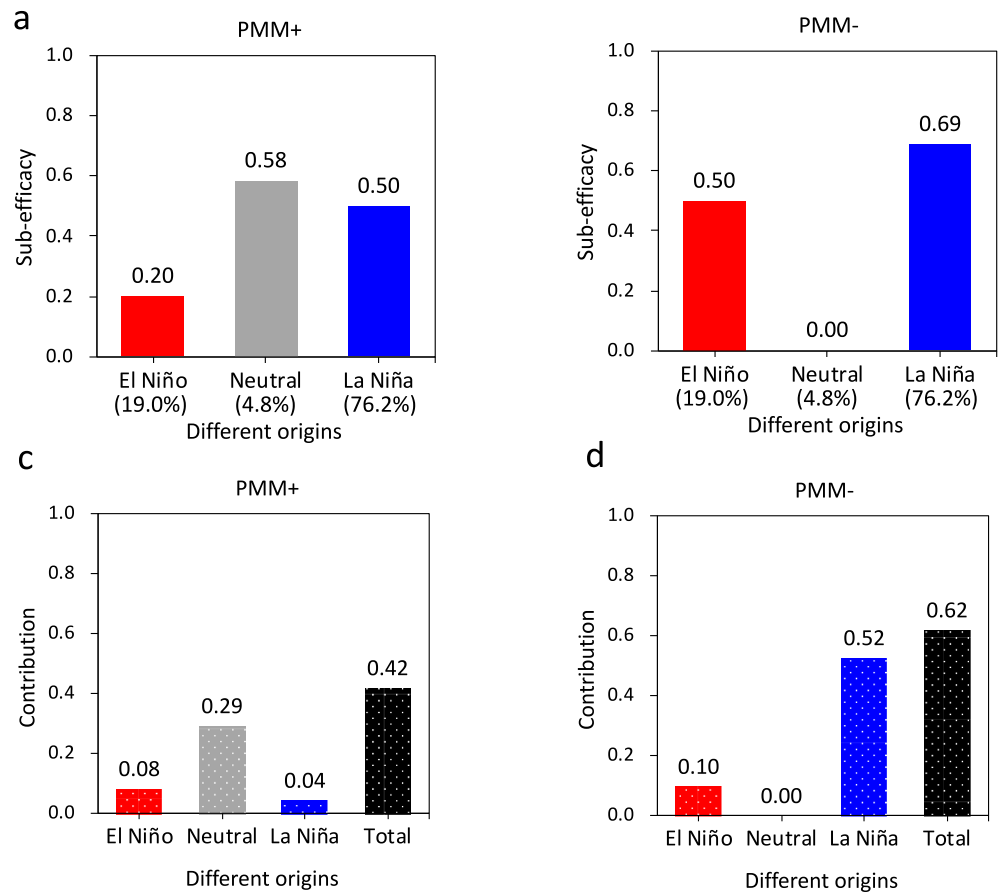 a
PMM+
1.0
0.8
0.6
0.4
0.2
0.0
Sub-efficacy
0.20
0.58
0.50
El Niño
Neutral
La Niña
(19.0%)
(4.8%)
(76.2%)
Different origins
PMM-
1.0
0.8
0.6
0.4
0.2
0.0
Sub-efficacy
0.50
0.00
0.69
El Niño
Neutral
La Niña
(19.0%)
(4.8%)
(76.2%)
Different origins
c
PMM+
1.0
0.8
0.6
0.4
0.2
0.0
Contribution
0.08
0.29
0.04
0.42
El Niño
Neutral
La Niña
Total
Different origins
d
PMM-
1.0
0.8
0.6
0.4
0.2
0.0
Contribution
0.10
0.00
0.52
0.62
El Niño
Neutral
La Niña
Total
Different origins